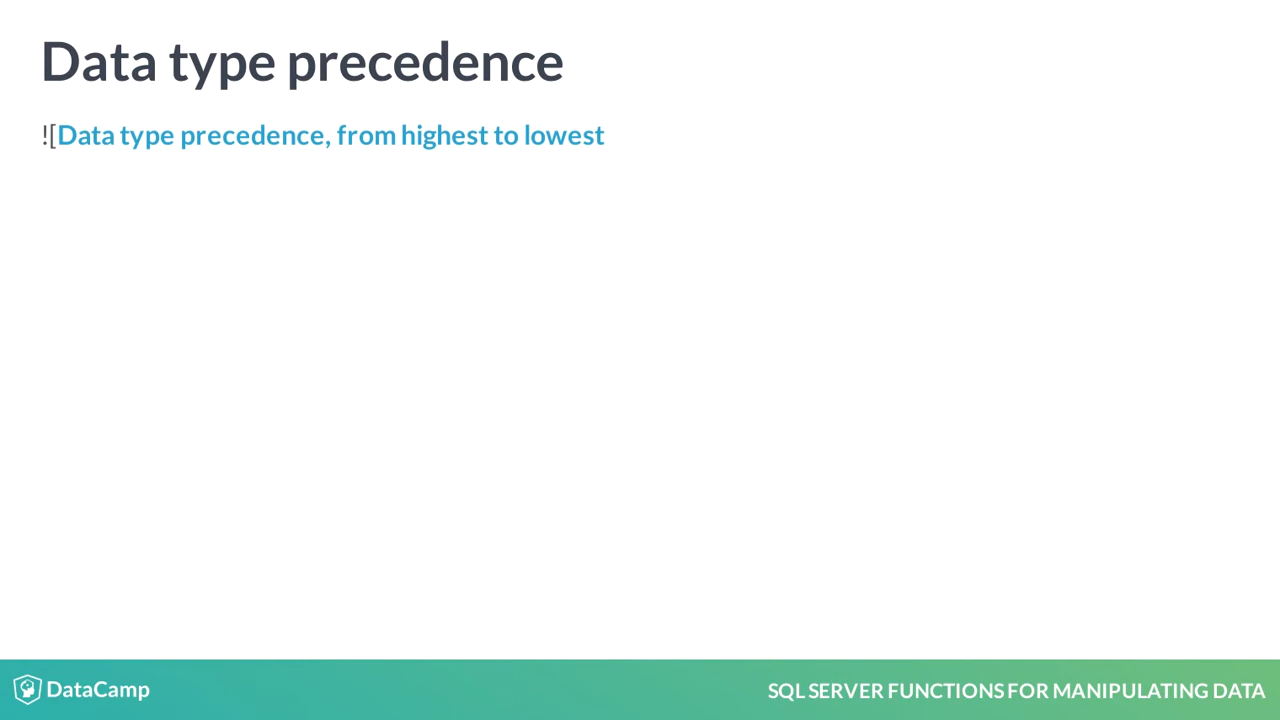 Data type precedence
![Data type precedence, from highest to lowest
DataCamp
SQL SERVER FUNCTIONS FOR MANIPULATING DATA